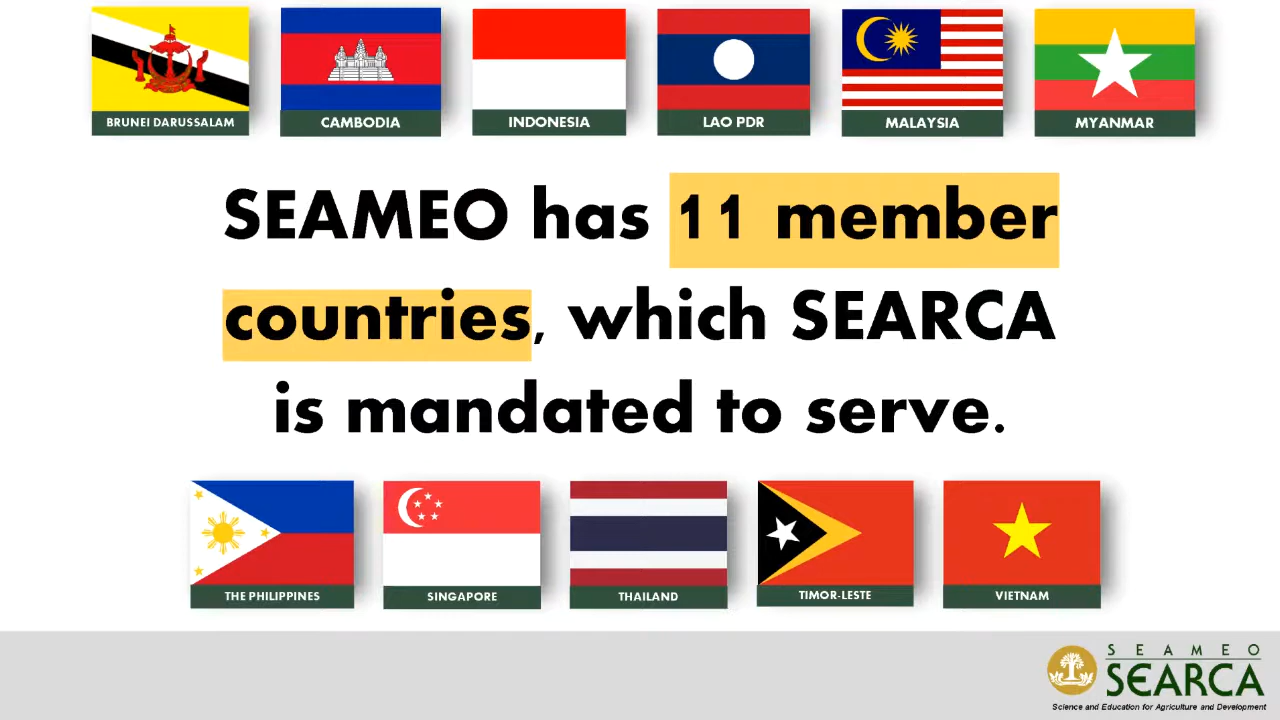 BRUNEI DARUSSALAM
CAMBODIA
INDONESIA
LAO PDR
MALAYSIA
MYANMAR
SEAMEO has 11 member
countries, which SEARCA
is mandated to serve.
THE PHILIPPINES
SINGAPORE
THAILAND
TIMOR-LESTE
VIETNAM
SEAMEO
SEARCA
Science and Education for Agriculture and Development